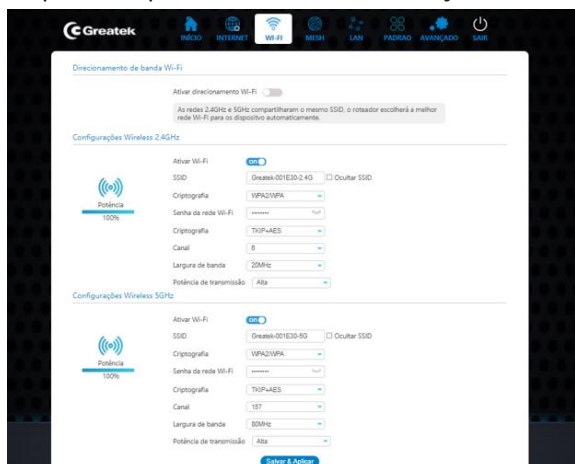 Greatek
INÍCIO INTERNET WI-FI MESH LAN PADRÃO AVANÇADO SAIR
Direcionamento de banda Wi-Fi
Ativar direcionamento Wi-Fi
As redes 2,4GHz e 5GHz compartilharam o mesmo SSID, o roteador escolherá a melhor
rede Wi-Fi para os dispositivo automaticamente.
Configurações Wireless 2.4GHz
Ativar Wi-Fi on
SSID Greatek-001E30-2.4G Ocultar SSID
Criptografia WPA2/WPA
Senha da rede Wi-Fi ••••••••
Criptografia TKIP+AES
Canal 6
Largura de banda 20MHz
Potência de transmissão Alta
Potência
100%
Configurações Wireless 5GHz
Ativar Wi-Fi on
SSID Greatek-001E30-5G Ocultar SSID
Criptografia WPA2/WPA
Senha da rede Wi-Fi ••••••••
Criptografia TKIP+AES
Canal 157
Largura de banda 80MHz
Potência de transmissão Alta
Potência
100%
Salvar & Aplicar